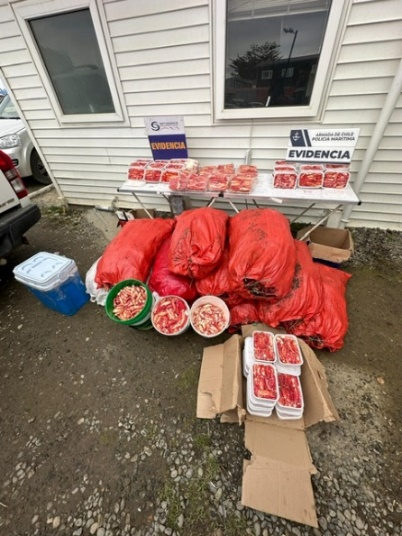 EVIDENCIA
ARMADA DE CHILE
POLICÍA MARÍTIMA
EVIDENCIA